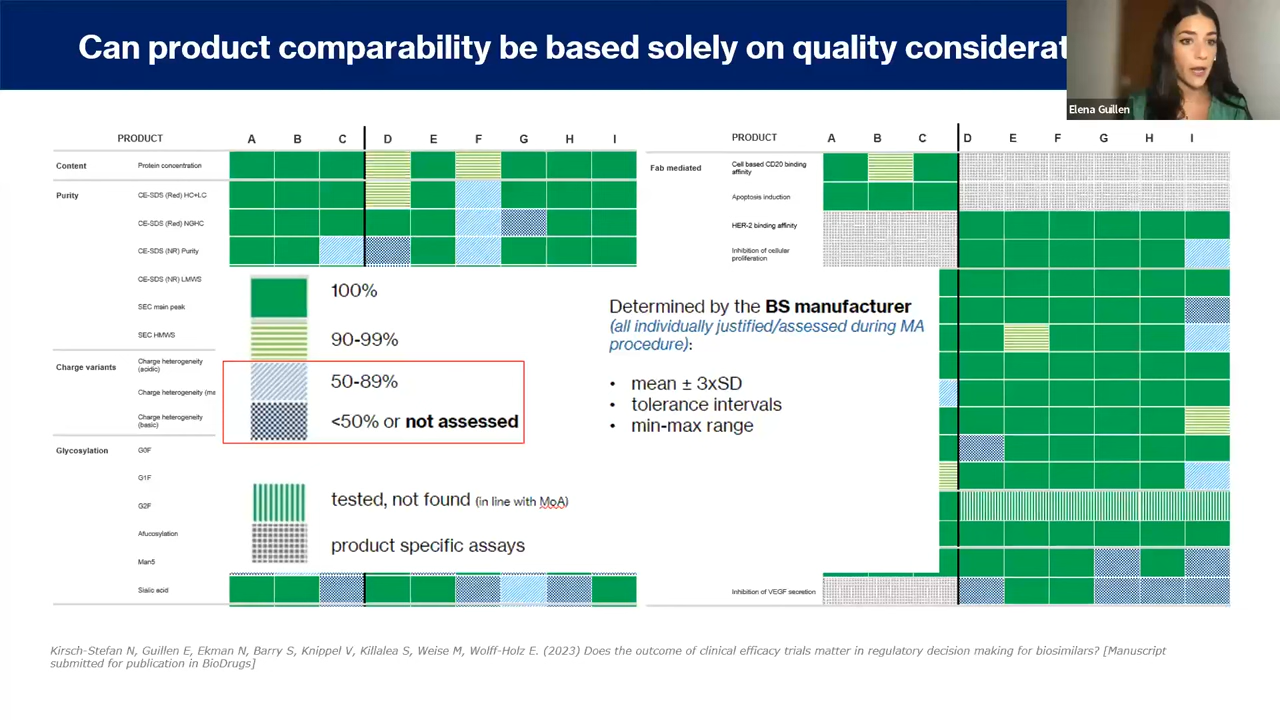 Can product comparability be based solely on quality considerat
Elena Guillen
PRODUCT A B C D E F G H I
Content Protein concentration
Purity CE-SDS (Red) HC+LC
CE-SDS (Red) NGHC
CE-SDS (NR) Purity
CE-SDS (NR) LMWS
SEC main peak
SEC HMWS
Charge variants Charge heterogeneity
(acidic)
Charge heterogeneity (ma
Charge heterogeneity
(basic)
Glycosylation G0F
G1F
G2F
Afucosylation
Man5
Sialic acid
100%
90-99%
50-89%
<50% or not assessed
tested, not found (in line with MoA)
product specific assays
Determined by the BS manufacturer
(all individually justified/assessed during MA
procedure):
• mean ± 3xSD
• tolerance intervals
• min-max range
PRODUCT A B C D E F G H I
Fab mediated Cell based CD20 binding
affinity
Apoptosis induction
HER-2 binding affinity
Inhibition of cellular
proliferation
Inhibition of VEGF secretion
Kirsch-Stefan N, Guillen E, Ekman N, Barry S, Knippel V, Killalea S, Weise M, Wolff-Holz E. (2023) Does the outcome of clinical efficacy trials matter in regulatory decision making for biosimilars? [Manuscript
submitted for publication in BioDrugs]